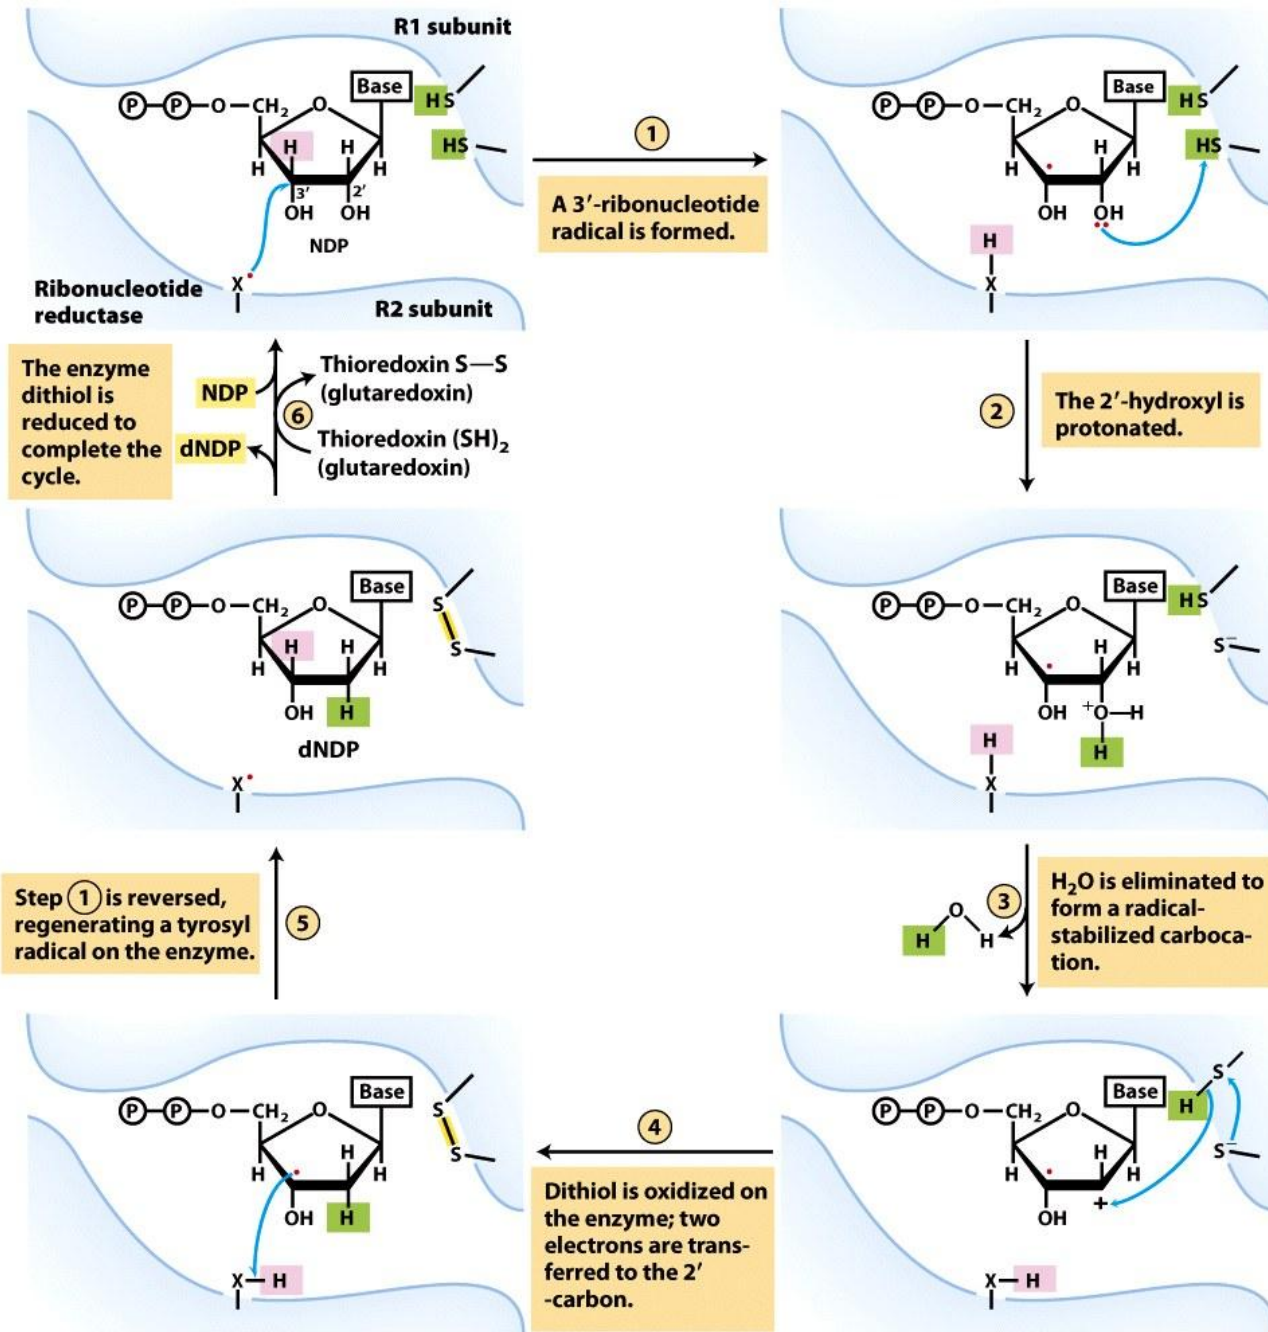 R1 subunit
P P O CH2 O Base HS
H H H H HS
3' 2'
OH OH
NDP
X
Ribonucleotide
reductase
R2 subunit
1
A 3'-ribonucleotide
radical is formed.
P P O CH2 O Base HS
H H H HS
OH OH
H
X
The enzyme
dithiol is
reduced to
complete the
cycle.
NDP
dNDP
6
Thioredoxin S—S
(glutaredoxin)
Thioredoxin (SH)2
(glutaredoxin)
2
The 2'-hydroxyl is
protonated.
P P O CH2 O Base S
H H H H S
OH H
dNDP
X
P P O CH2 O Base HS
H H H S−
OH +O—H
H H
X
Step 1 is reversed,
regenerating a tyrosyl
radical on the enzyme.
5
H O H
3
H2O is eliminated to
form a radical-
stabilized carboca-
tion.
P P O CH2 O Base S
H H H S
OH H
X—H
4
Dithiol is oxidized on
the enzyme; two
electrons are trans-
ferred to the 2'
-carbon.
P P O CH2 O Base H S
H H H S−
OH +
X—H